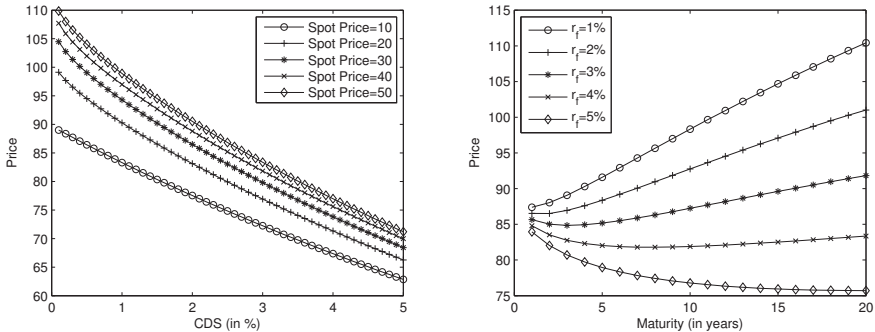 110
105
100
95
90
85
80
75
70
65
60
Price
0
1
2
3
4
5
CDS (in %)
Spot Price=10
Spot Price=20
Spot Price=30
Spot Price=40
Spot Price=50
115
110
105
100
95
90
85
80
75
Price
0
5
10
15
20
Maturity (in years)
r_f=1%
r_f=2%
r_f=3%
r_f=4%
r_f=5%